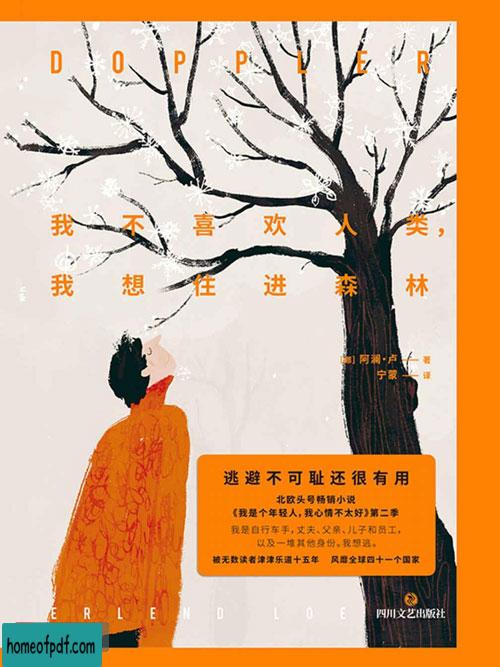 DOPPLER
我不喜欢人类，
我想住进森林
[挪] 阿澜·卢——著
宁蒙——译
逃避不可耻还很有用
北欧头号畅销小说
《我是个年轻人，我心情不太好》第二季
我是自行车手，丈夫、父亲、儿子和员工，
以及一堆其他身份。我想逃。
被无数读者津津乐道十五年 风靡全球四十一个国家
ERLEND LOE
四川文艺出版社
homeofpdf.com